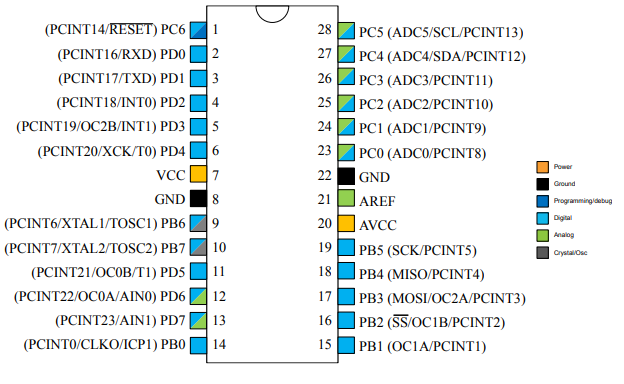 (PCINT14/RESET) PC6 1 28 PC5 (ADC5/SCL/PCINT13)
(PCINT16/RXD) PD0 2 27 PC4 (ADC4/SDA/PCINT12)
(PCINT17/TXD) PD1 3 26 PC3 (ADC3/PCINT11)
(PCINT18/INT0) PD2 4 25 PC2 (ADC2/PCINT10)
(PCINT19/OC2B/INT1) PD3 5 24 PC1 (ADC1/PCINT9)
(PCINT20/XCK/T0) PD4 6 23 PC0 (ADC0/PCINT8)
VCC 7 22 GND
GND 8 21 AREF
(PCINT6/XTAL1/TOSC1) PB6 9 20 AVCC
(PCINT7/XTAL2/TOSC2) PB7 10 19 PB5 (SCK/PCINT5)
(PCINT21/OC0B/T1) PD5 11 18 PB4 (MISO/PCINT4)
(PCINT22/OC0A/AIN0) PD6 12 17 PB3 (MOSI/OC2A/PCINT3)
(PCINT23/AIN1) PD7 13 16 PB2 (SS/OC1B/PCINT2)
(PCINT0/CLKO/ICP1) PB0 14 15 PB1 (OC1A/PCINT1)
Power
Ground
Programming/debug
Digital
Analog
Crystal/Osc